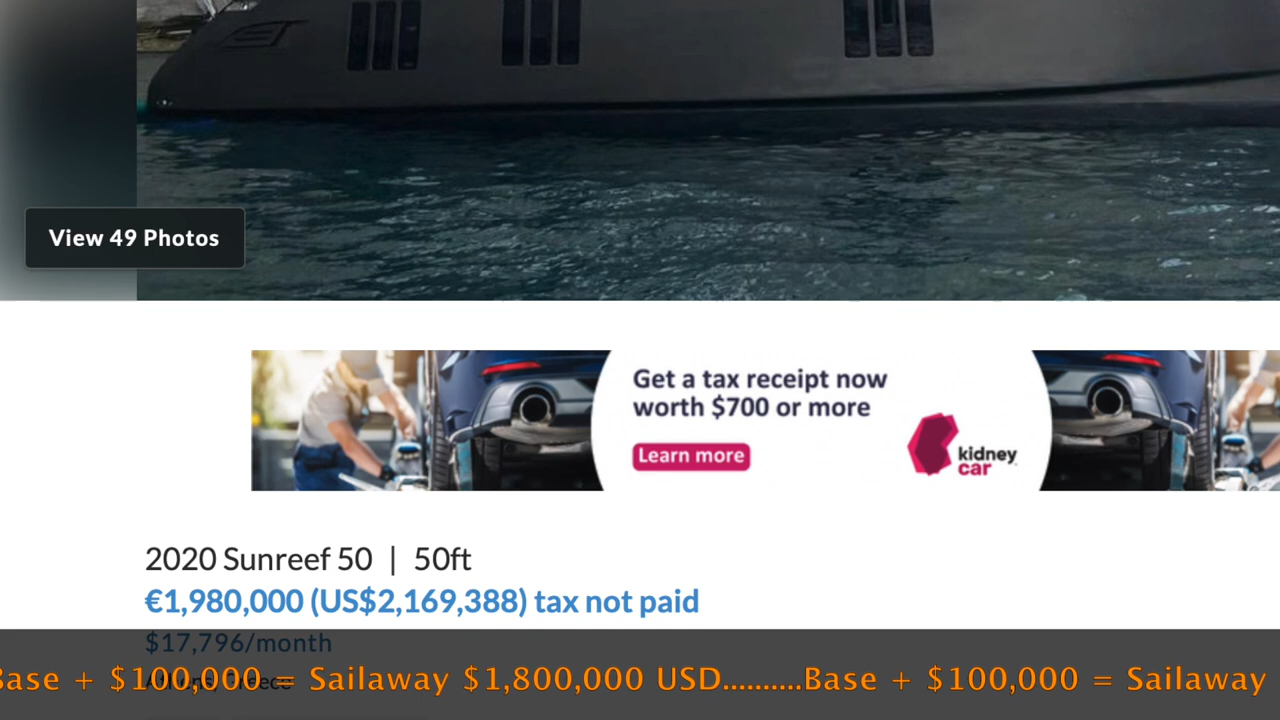 View 49 Photos
Get a tax receipt now
worth $700 or more
Learn more
kidney
car
2020 Sunreef 50 | 50ft
€1,980,000 (US$2,169,388) tax not paid
$17,796/month
Base + $100,000 = Sailaway $1,800,000 USD..........Base + $100,000 = Sailaway